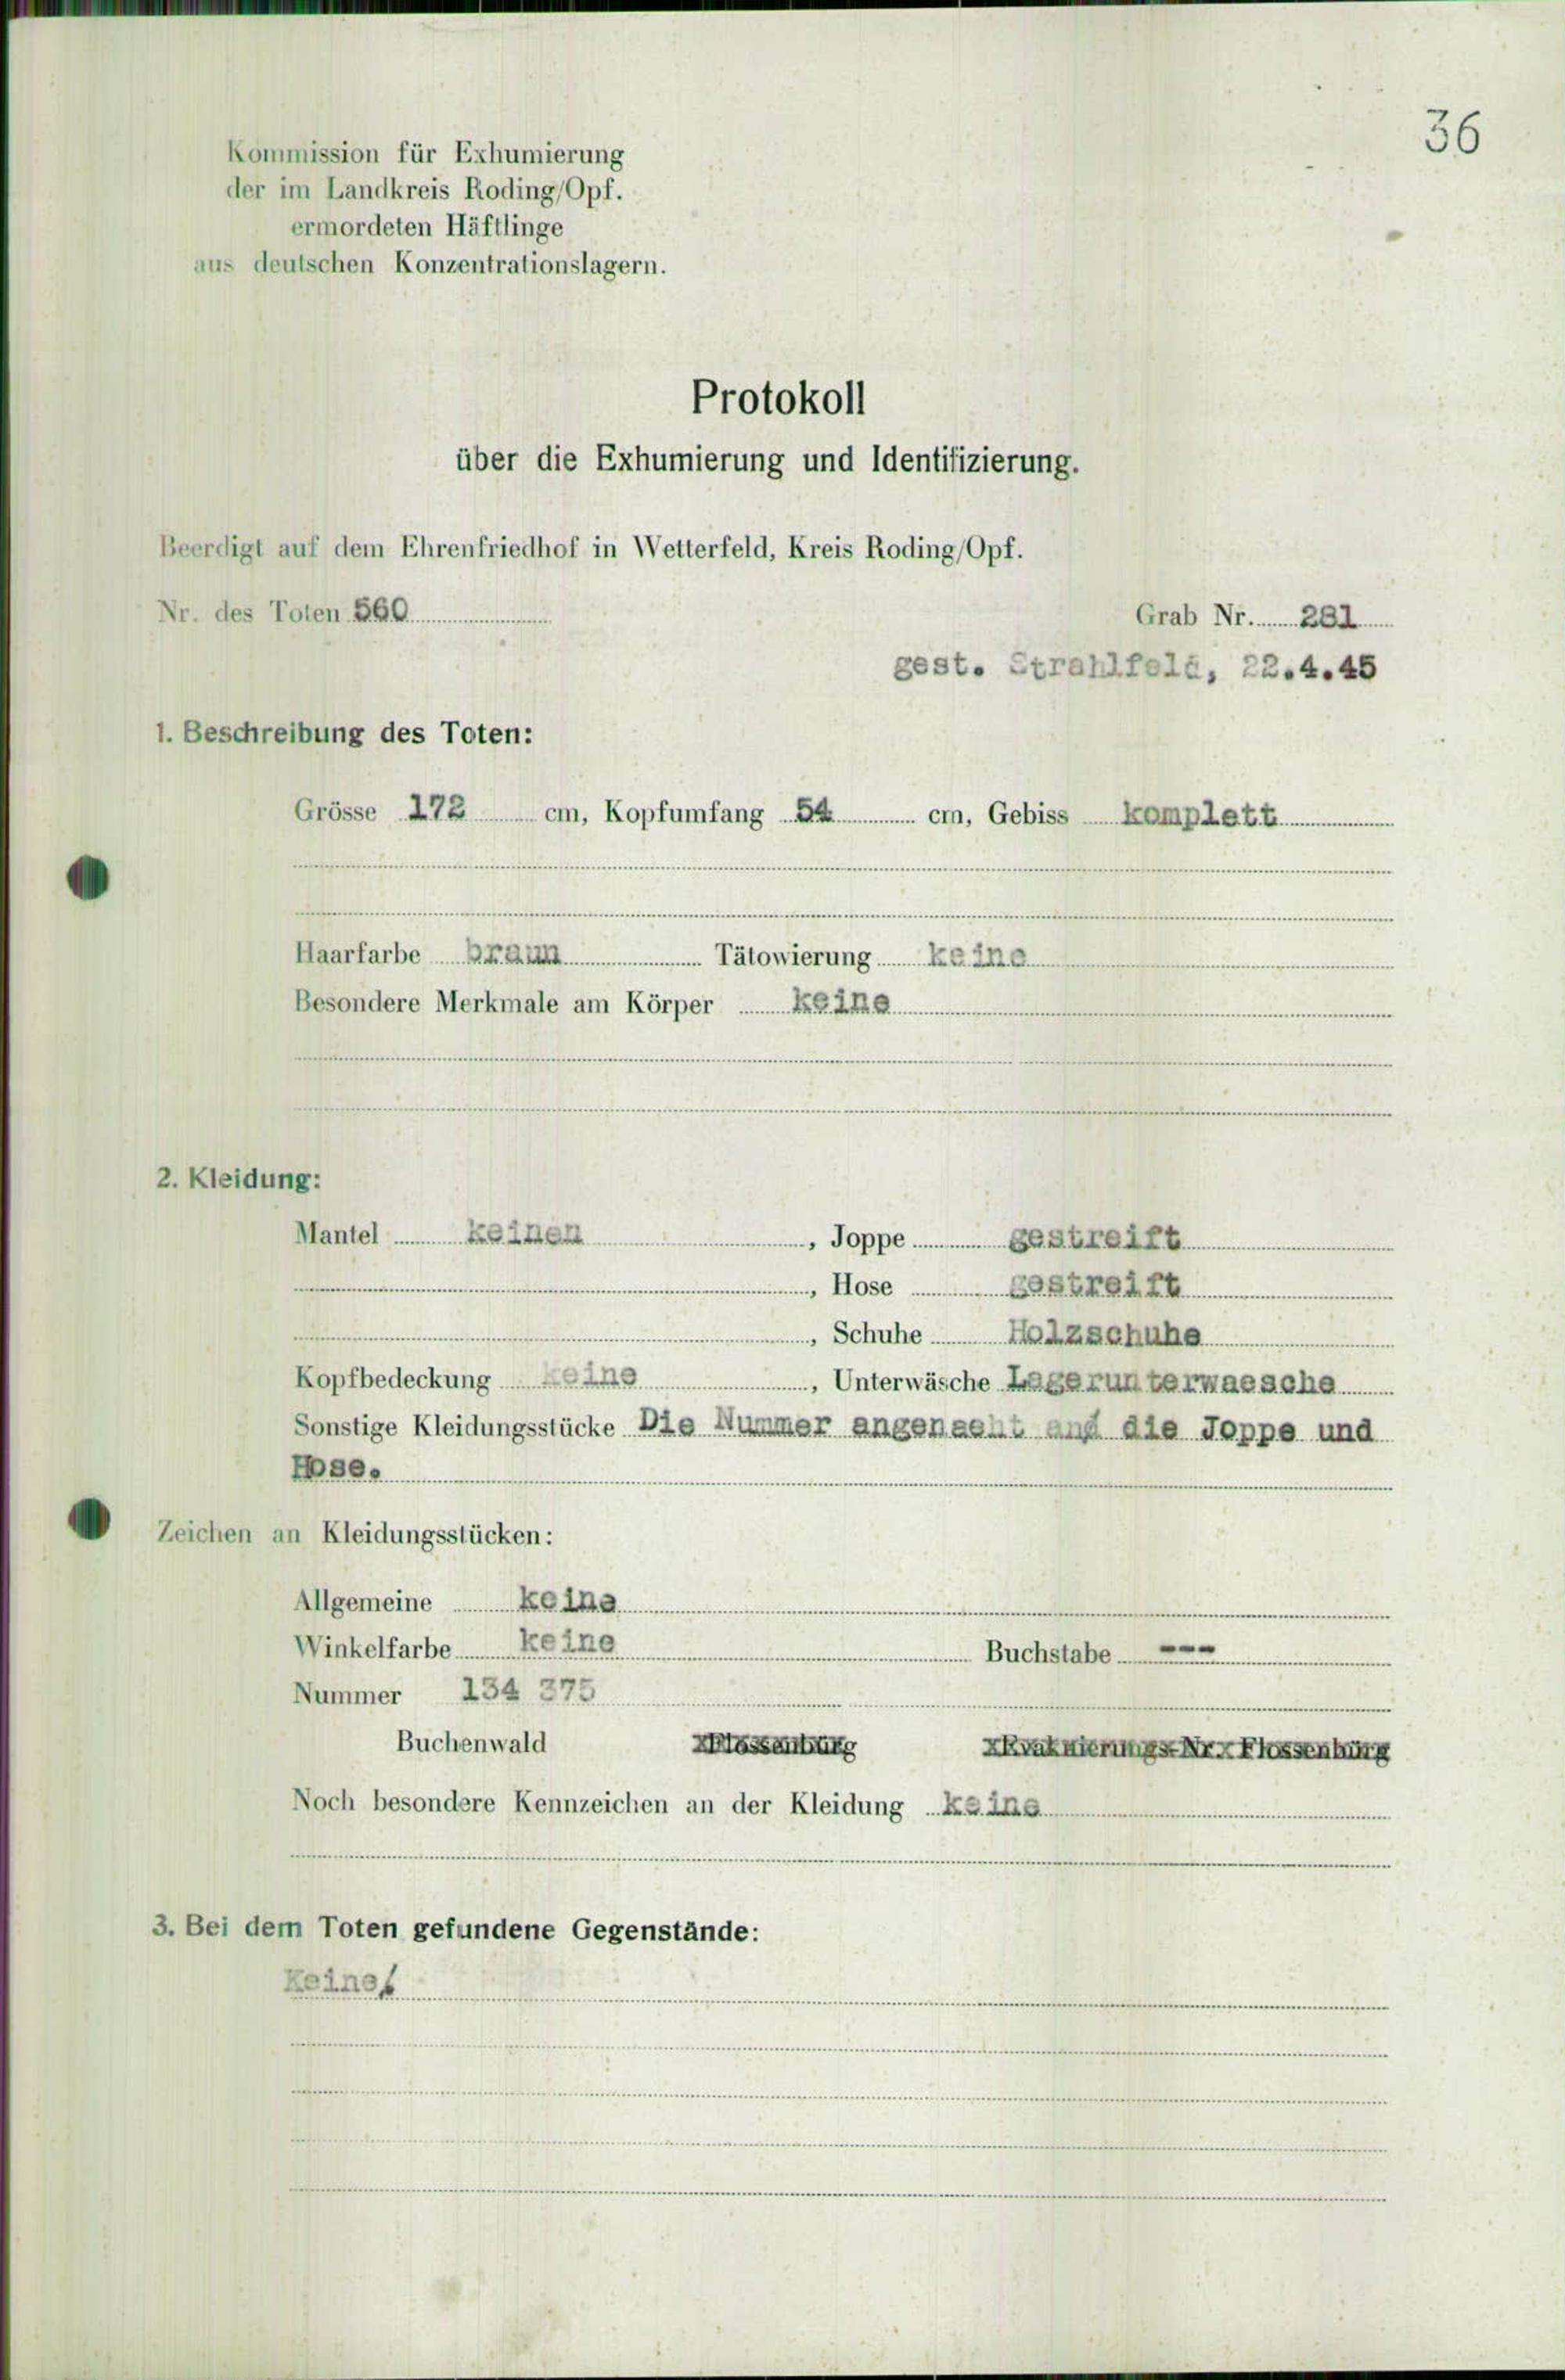 36
Kommission für Exhumierung
der im Landkreis Roding/Opf.
ermordeten Häftlinge
aus deutschen Konzentrationslagern.
Protokoll
über die Exhumierung und Identifizierung.
Beerdigt auf dem Ehrenfriedhof in Wetterfeld, Kreis Roding/Opf.
Nr. des Toten 560 Grab Nr. 281
gest. Strahlfeld, 22.4.45
1. Beschreibung des Toten:
Grösse 172 cm, Kopfumfang 54 cm, Gebiss komplett
Haarfarbe braun Tätowierung keine
Besondere Merkmale am Körper keine
2. Kleidung:
Mantel keinen, Joppe gestreift
, Hose gestreift
, Schuhe Holzschuhe
Kopfbedeckung keine, Unterwäsche Lagerunterwaesche
Sonstige Kleidungsstücke Die Nummer angenaeht auf die Joppe und
Hose.
Zeichen an Kleidungsstücken:
Allgemeine keine
Winkelfarbe keine Buchstabe ---
Nummer 134 275
Buchenwald Flossenbürg Evakuierungs-Nr. Flossenbürg
Noch besondere Kennzeichen an der Kleidung keine
3. Bei dem Toten gefundene Gegenstände:
Keine